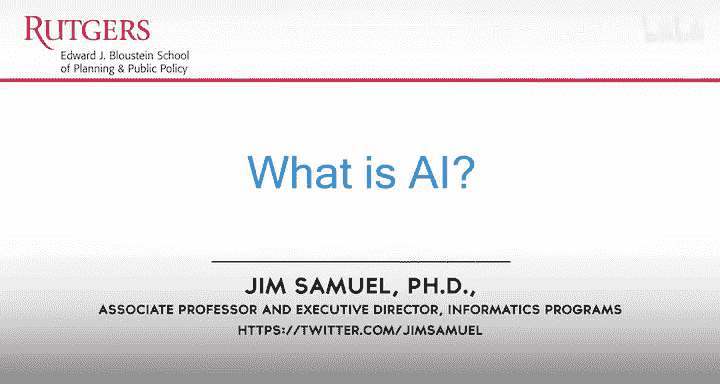 RUTGERS
Edward J. Bloustein School
of Planning & Public Policy
What is AI?
JIM SAMUEL, PH.D.,
ASSOCIATE PROFESSOR AND EXECUTIVE DIRECTOR, INFORMATICS PROGRAMS
HTTPS://TWITTER.COM/JIMSAMUEL